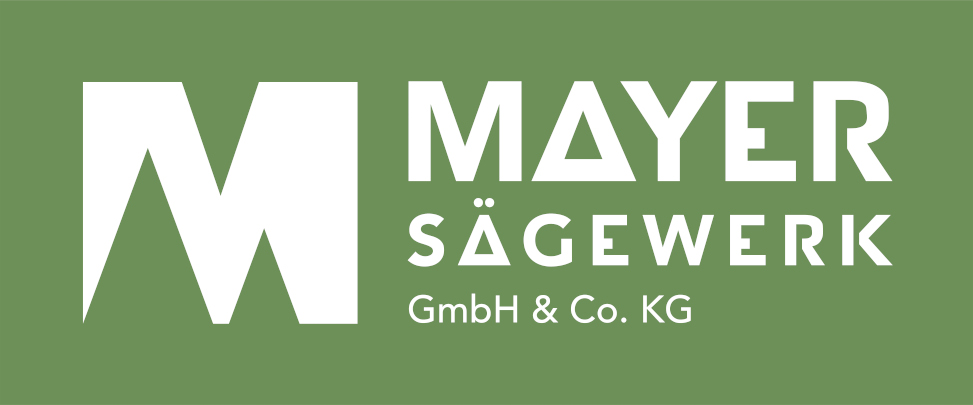 M
MAYER
SÄGEWERK
GmbH & Co. KG